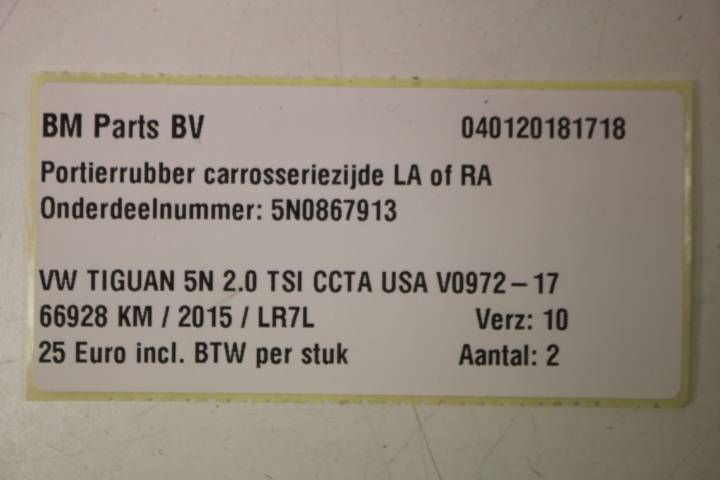 BM Parts BV 040120181718
Portierrubber carrosseriezijde LA of RA
Onderdeelnummer: 5N0867913
VW TIGUAN 5N 2.0 TSI CCTA USA V0972 – 17
66928 KM / 2015 / LR7L Verz: 10
25 Euro incl. BTW per stuk Aantal: 2